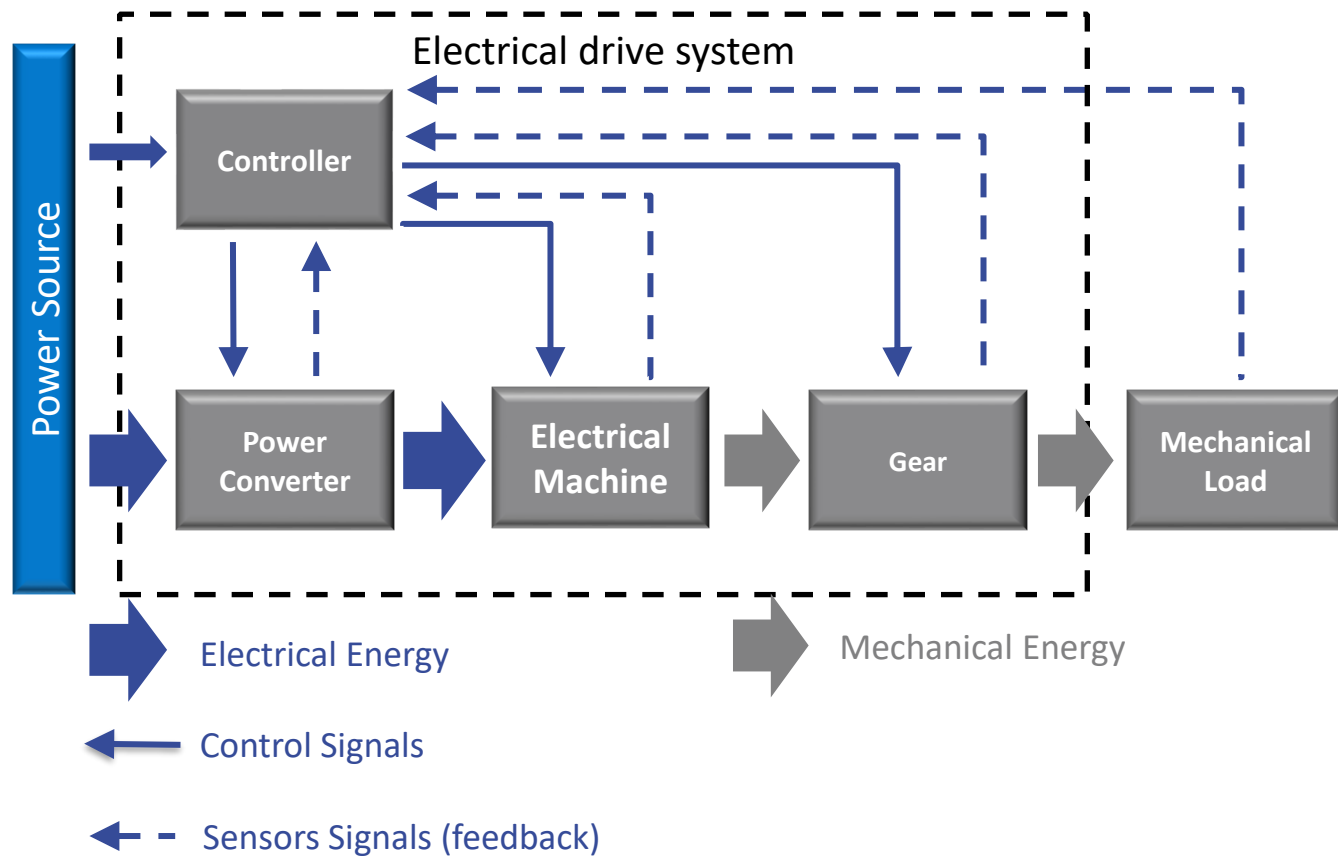 Electrical drive system
Power Source
Controller
Power
Converter
Electrical
Machine
Gear
Mechanical
Load
Electrical Energy
Mechanical Energy
Control Signals
Sensors Signals (feedback)